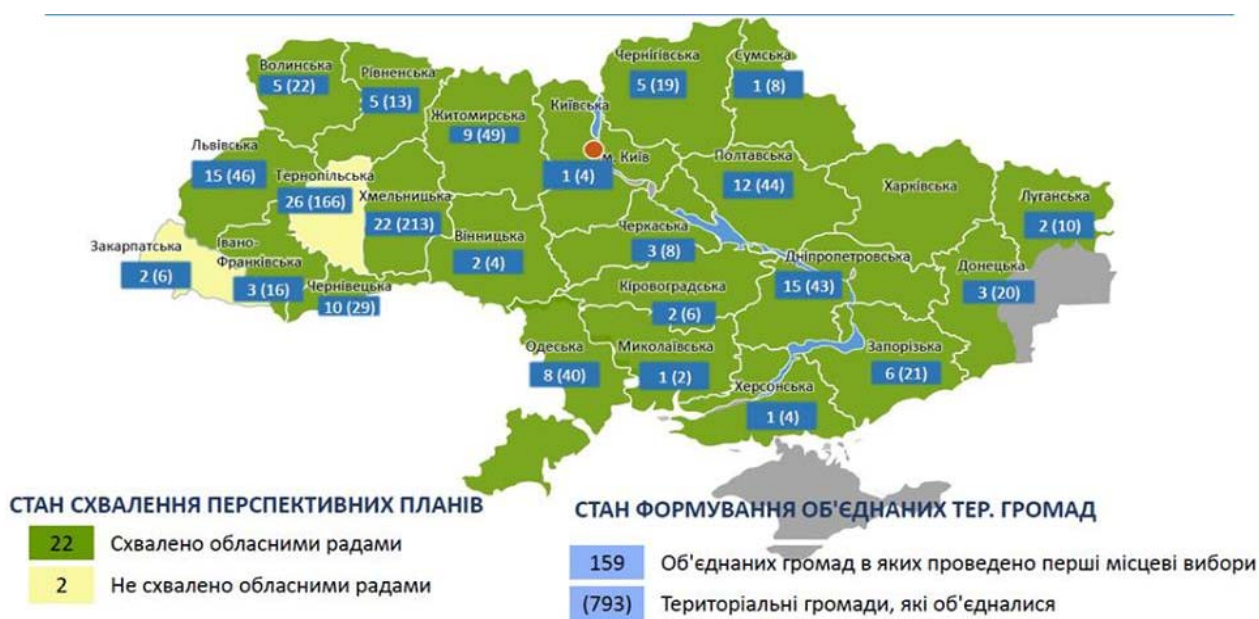 Волинська
5 (22)
Рівненська
5 (13)
Житомирська
9 (49)
Київська
м. Київ
1 (4)
Чернігівська
5 (19)
Сумська
1 (8)
Львівська
15 (46)
Тернопільська
26 (166)
Хмельницька
22 (213)
Вінницька
2 (4)
Полтавська
12 (44)
Харківська
Луганська
2 (10)
Закарпатська
2 (6)
Івано-
Франківська
3 (16)
Чернівецька
10 (29)
Черкаська
3 (8)
Кіровоградська
2 (6)
Дніпропетровська
15 (43)
Донецька
3 (20)
Одеська
8 (40)
Миколаївська
1 (2)
Херсонська
1 (4)
Запорізька
6 (21)
СТАН СХВАЛЕННЯ ПЕРСПЕКТИВНИХ ПЛАНІВ
22 Схвалено обласними радами
2 Не схвалено обласними радами
СТАН ФОРМУВАННЯ ОБ'ЄДНАНИХ ТЕР. ГРОМАД
159 Об'єднаних громад в яких проведено перші місцеві вибори
(793) Територіальні громади, які об'єдналися